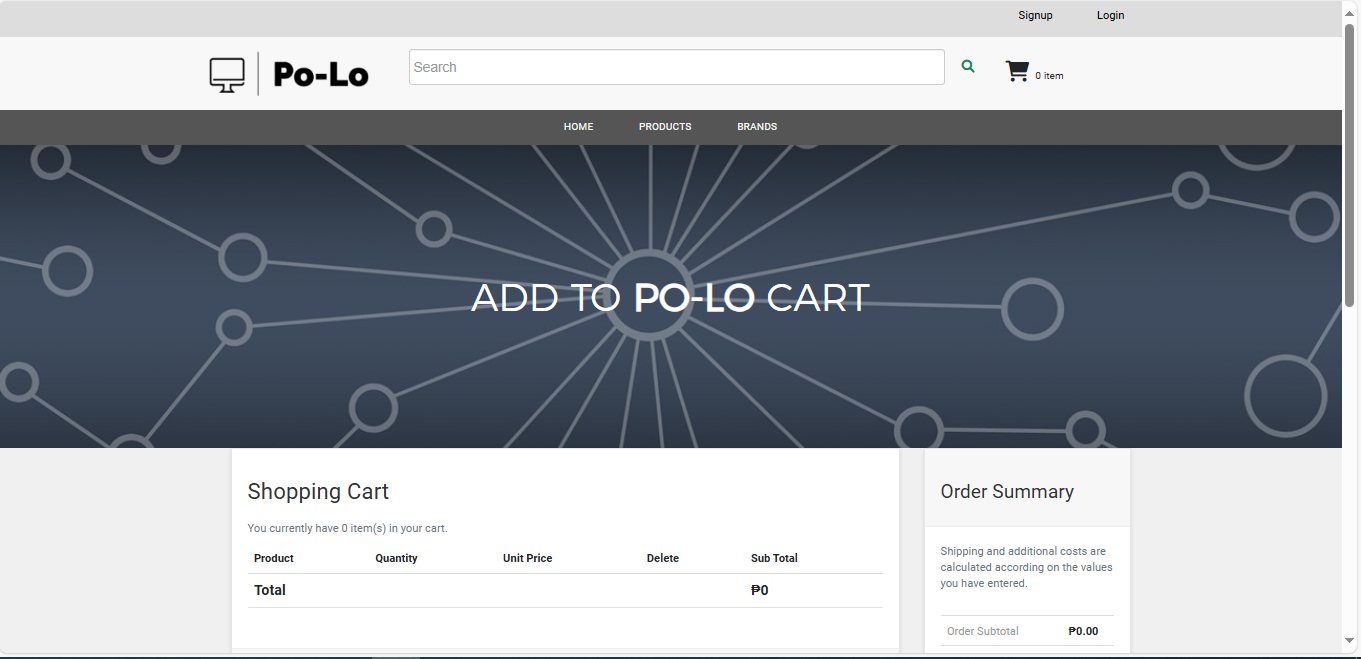 Signup Login
Po-Lo
Search
0 item
HOME PRODUCTS BRANDS
ADD TO PO-LO CART
Shopping Cart
You currently have 0 item(s) in your cart.
Product Quantity Unit Price Delete Sub Total
Total ₱0
Order Summary
Shipping and additional costs are
calculated according on the values
you have entered.
Order Subtotal ₱0.00